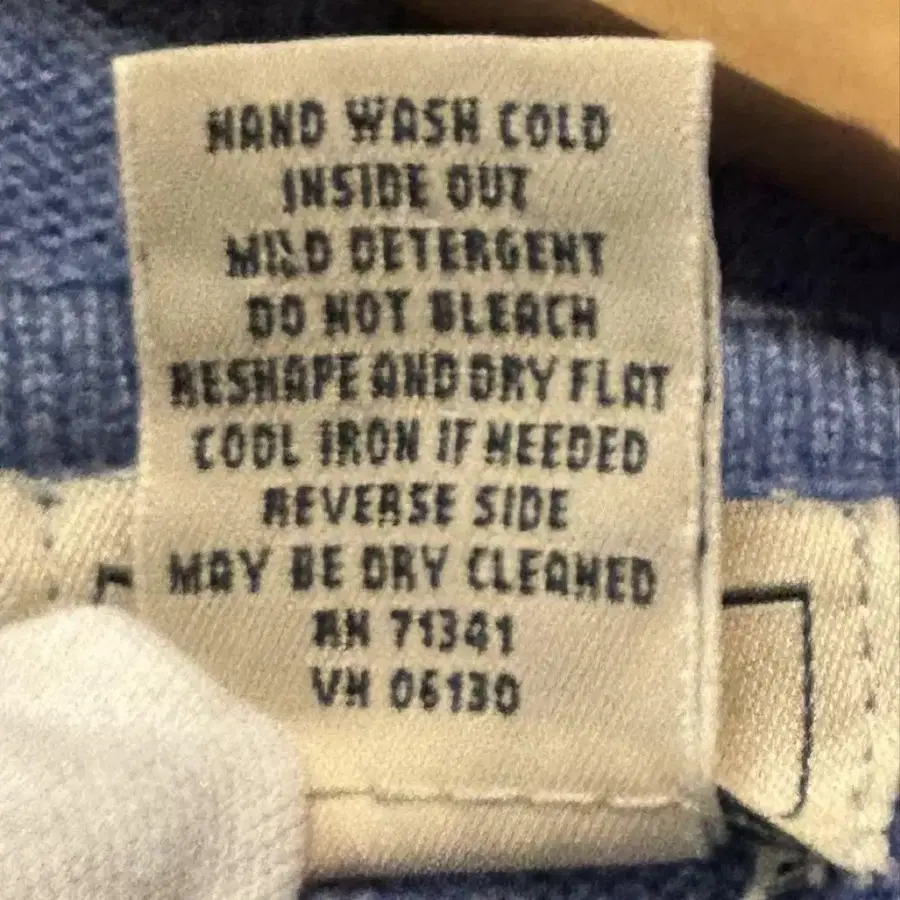 HAND WASH COLD
INSIDE OUT
MILD DETERGENT
DO NOT BLEACH
RESHAPE AND DRY FLAT
COOL IRON IF NEEDED
REVERSE SIDE
MAY BE DRY CLEANED
RN 71341
VN 06130